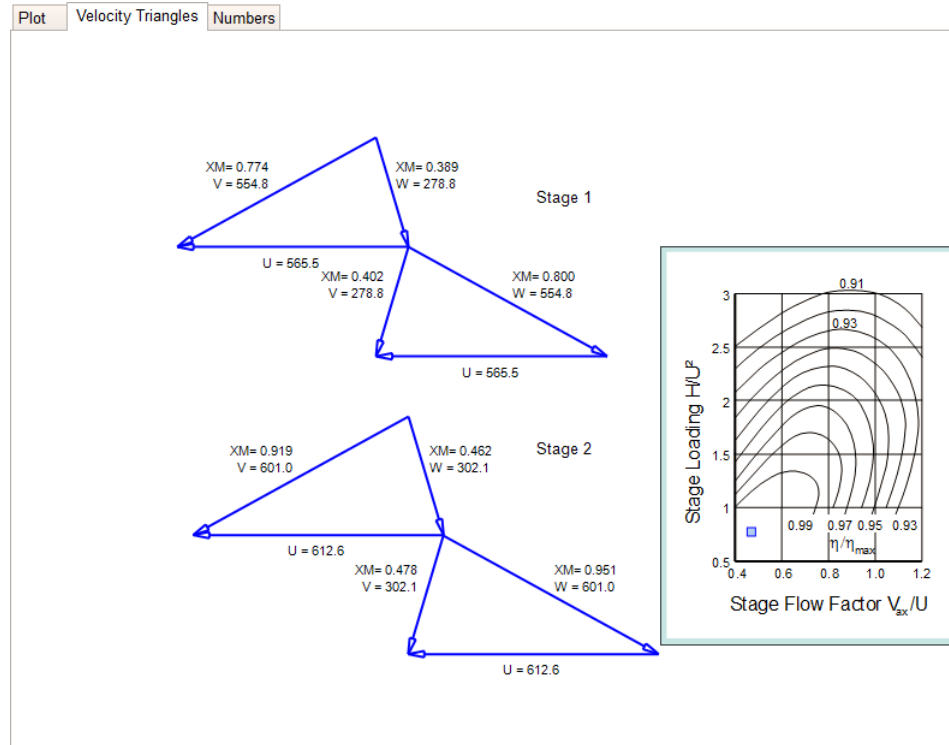 Plot
Velocity Triangles
Numbers
XM= 0.774
V = 554.8
XM= 0.389
W = 278.8
Stage 1
U = 565.5
XM= 0.402
V = 278.8
XM= 0.800
W = 554.8
U = 565.5
XM= 0.919
V = 601.0
XM= 0.462
W = 302.1
Stage 2
U = 612.6
XM= 0.478
V = 302.1
XM= 0.951
W = 601.0
U = 612.6
Stage Loading H/U²
3
2.5
2
1.5
1
0.5
0.91
0.93
0.99
0.97
0.95
0.93
η/ηmax
0.4
0.6
0.8
1.0
1.2
Stage Flow Factor Vax/U